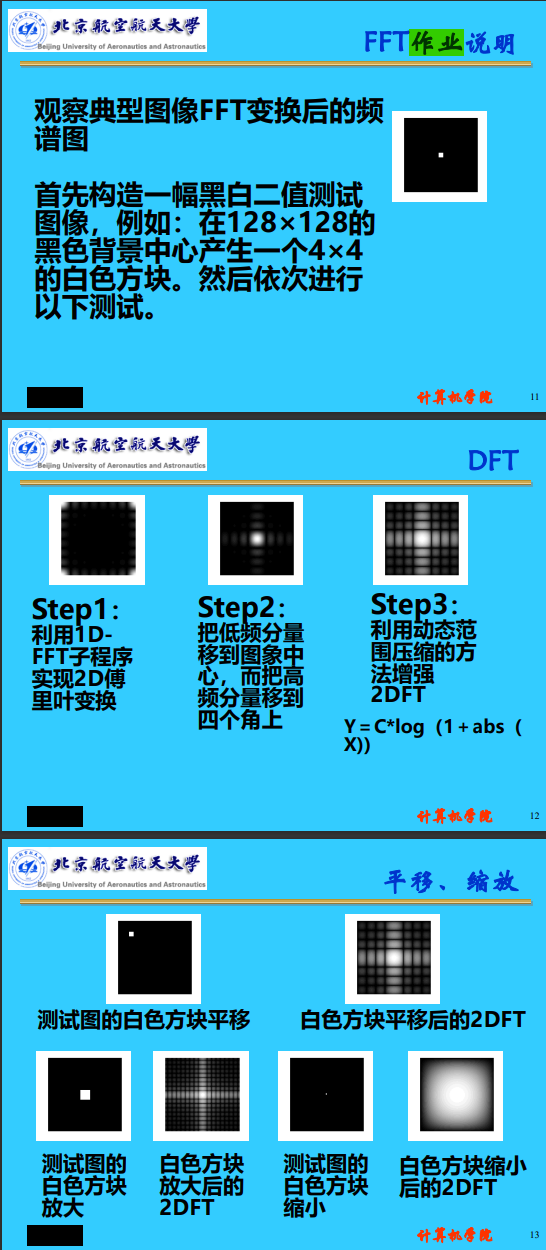 北京航空航天大学
Beijing University of Aeronautics and Astronautics
FFT作业说明
观察典型图像FFT变换后的频
谱图
首先构造一幅黑白二值测试
图像，例如：在128×128的
黑色背景中心产生一个4×4
的白色方块。然后依次进行
以下测试。
计算机学院
11
北京航空航天大学
Beijing University of Aeronautics and Astronautics
DFT
Step1：
利用1D-
FFT子程序
实现2D傅
里叶变换
Step2：
把低频分量
移到图象中
心，而把高
频分量移到
四个角上
Step3：
利用动态范
围压缩的方
法增强
2DFT
Y＝C*log（1＋abs（
X)）
计算机学院
12
北京航空航天大学
Beijing University of Aeronautics and Astronautics
平移、缩放
测试图的白色方块平移
白色方块平移后的2DFT
测试图的
白色方块
放大
白色方块
放大后的
2DFT
测试图的
白色方块
缩小
白色方块缩小
后的2DFT
计算机学院
13